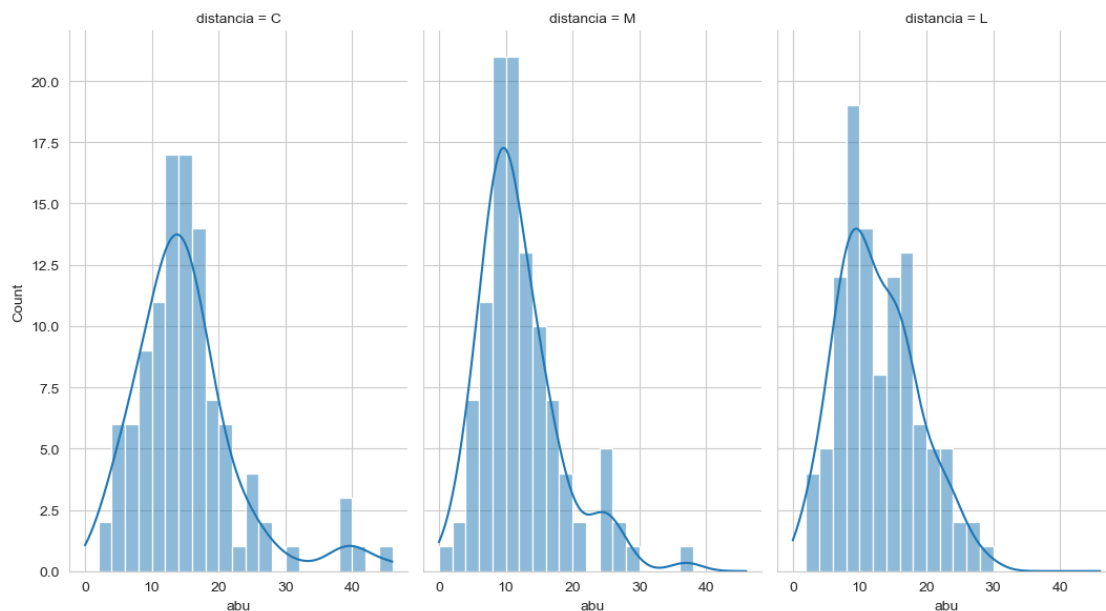 distancia = C
distancia = M
distancia = L
Count
20.0
17.5
15.0
12.5
10.0
7.5
5.0
2.5
0.0
0 10 20 30 40
0 10 20 30 40
0 10 20 30 40
abu
abu
abu